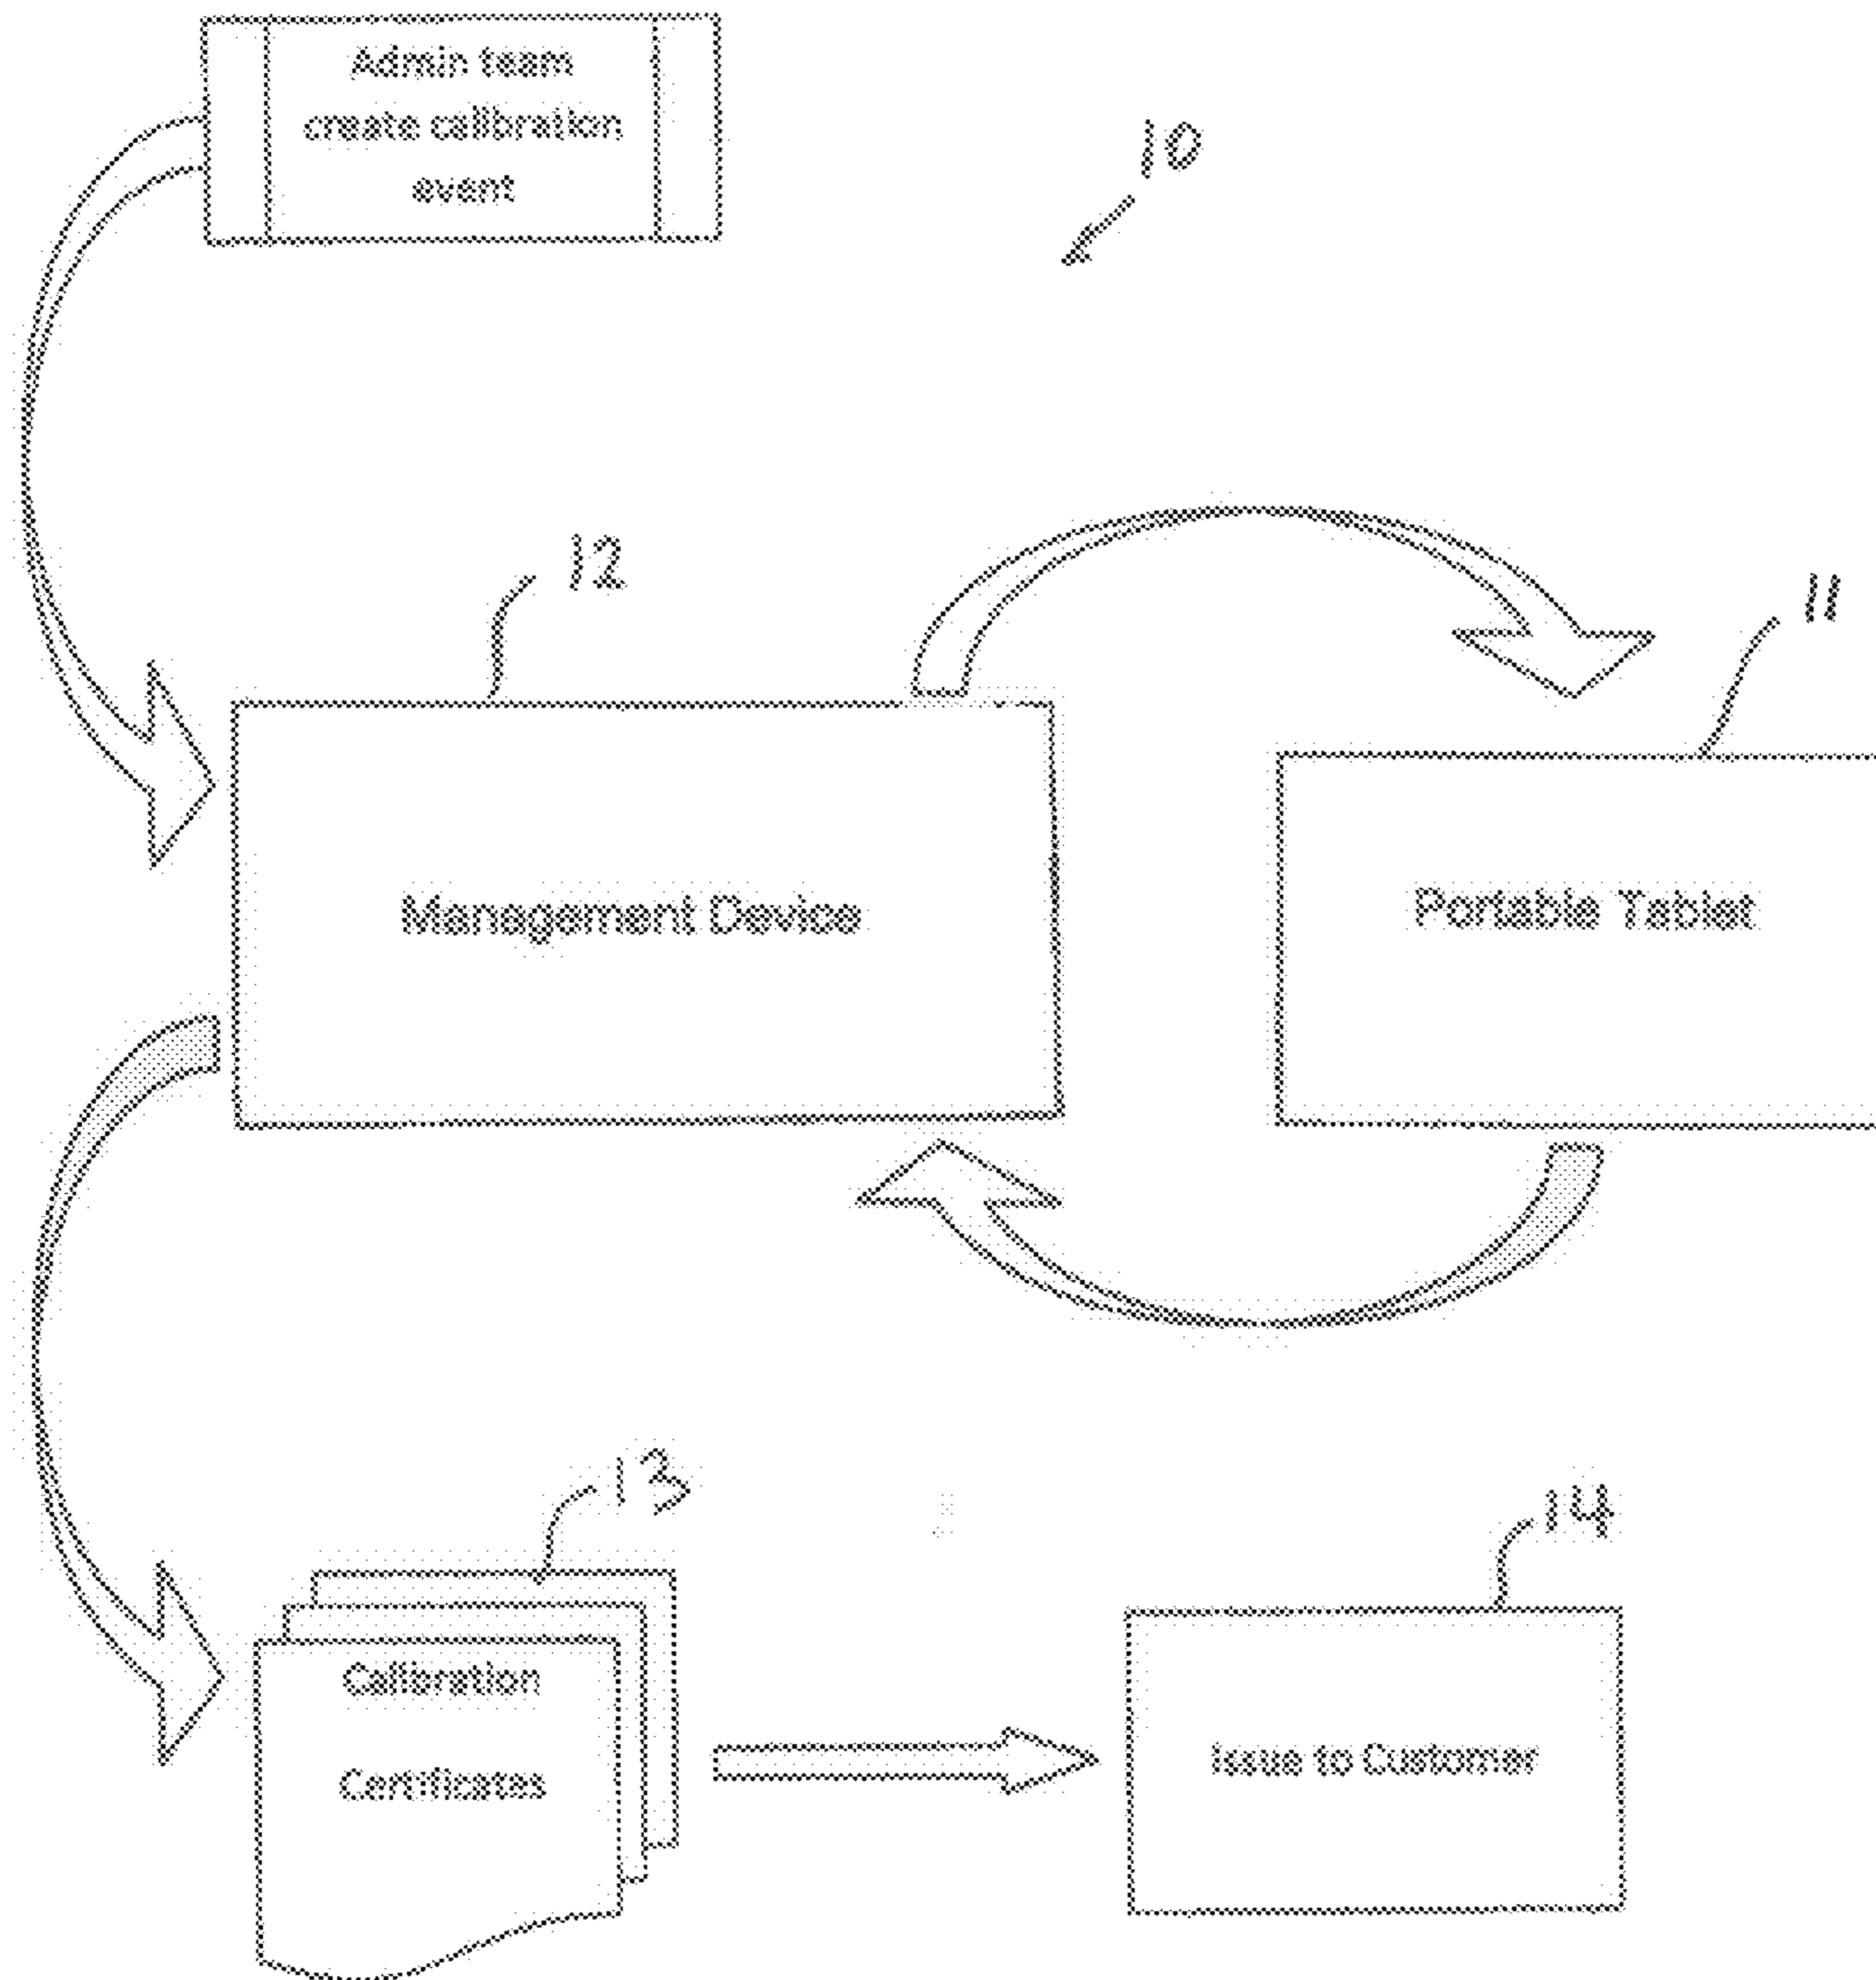 Admin team
create calibration
event
10
12
11
Management Device
Portable Tablet
13
14
Calibration
Certificates
Issue to Customer